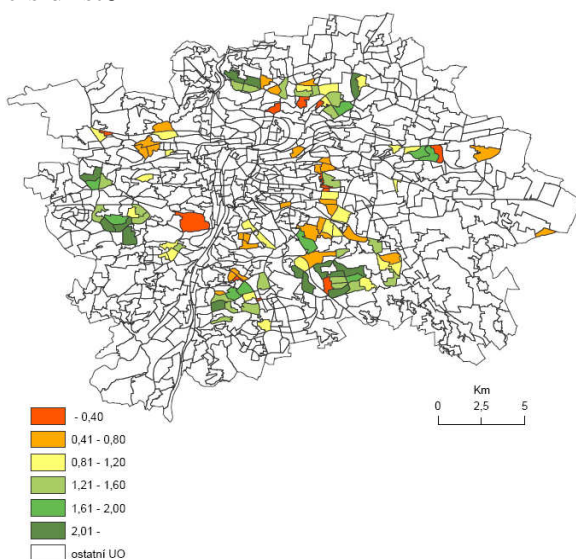 Km
0 2,5 5
- 0,40
0,41 - 0,80
0,81 - 1,20
1,21 - 1,60
1,61 - 2,00
2,01 -
ostatní UO